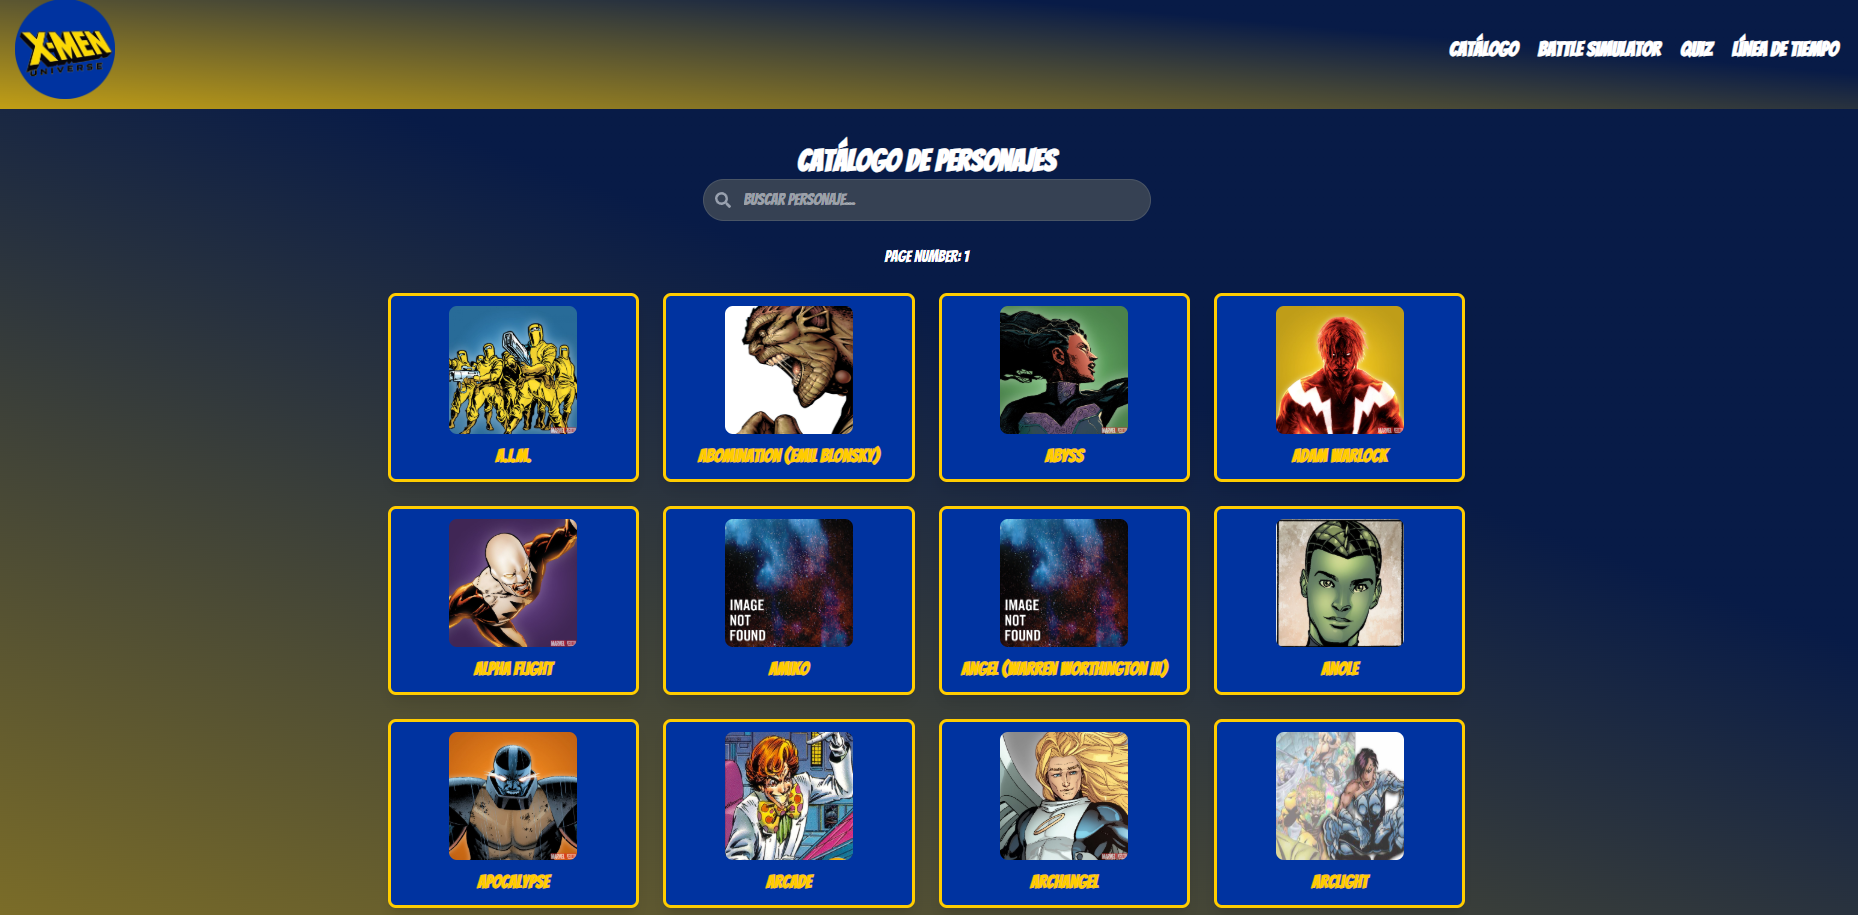 X-MEN
UNIVERSE
CATÁLOGO BATTLE SIMULATOR QUIZ LÍNEA DE TIEMPO
CATÁLOGO DE PERSONAJES
BUSCAR PERSONAJE...
PAGE NUMBER: 1
A.I.M. ABOMINATION (EMIL BLONSKY) ABYSS ADAM WARLOCK
IMAGE
NOT
FOUND
IMAGE
NOT
FOUND
ALPHA FLIGHT AMIKO ANGEL (WARREN WORTHINGTON III) ANOLE
APOCALYPSE ARCADE ARCHANGEL ARCLIGHT